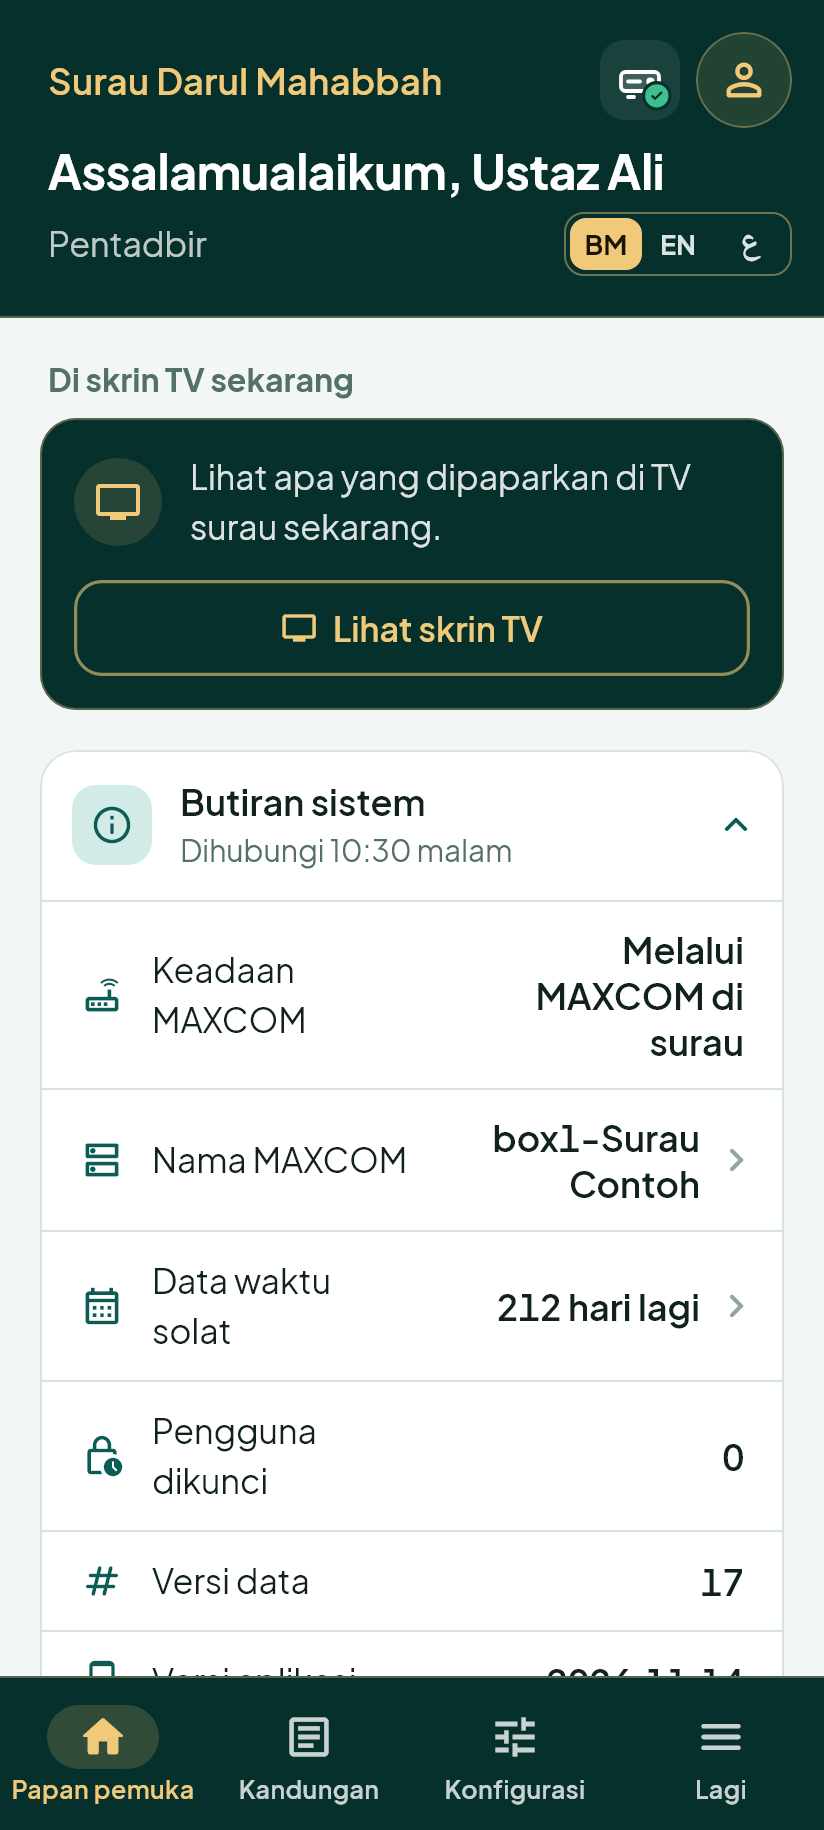 Surau Darul Mahabbah
Assalamualaikum, Ustaz Ali
Pentadbir
BM EN ع
Di skrin TV sekarang
Lihat apa yang dipaparkan di TV
surau sekarang.
Lihat skrin TV
Butiran sistem
Dihubungi 10:30 malam
Keadaan
MAXCOM
Melalui
MAXCOM di
surau
Nama MAXCOM
box1-Surau
Contoh
Data waktu
solat
212 hari lagi
Pengguna
dikunci
0
Versi data
17
Versi aplikasi
Papan pemuka
Kandungan
Konfigurasi
Lagi